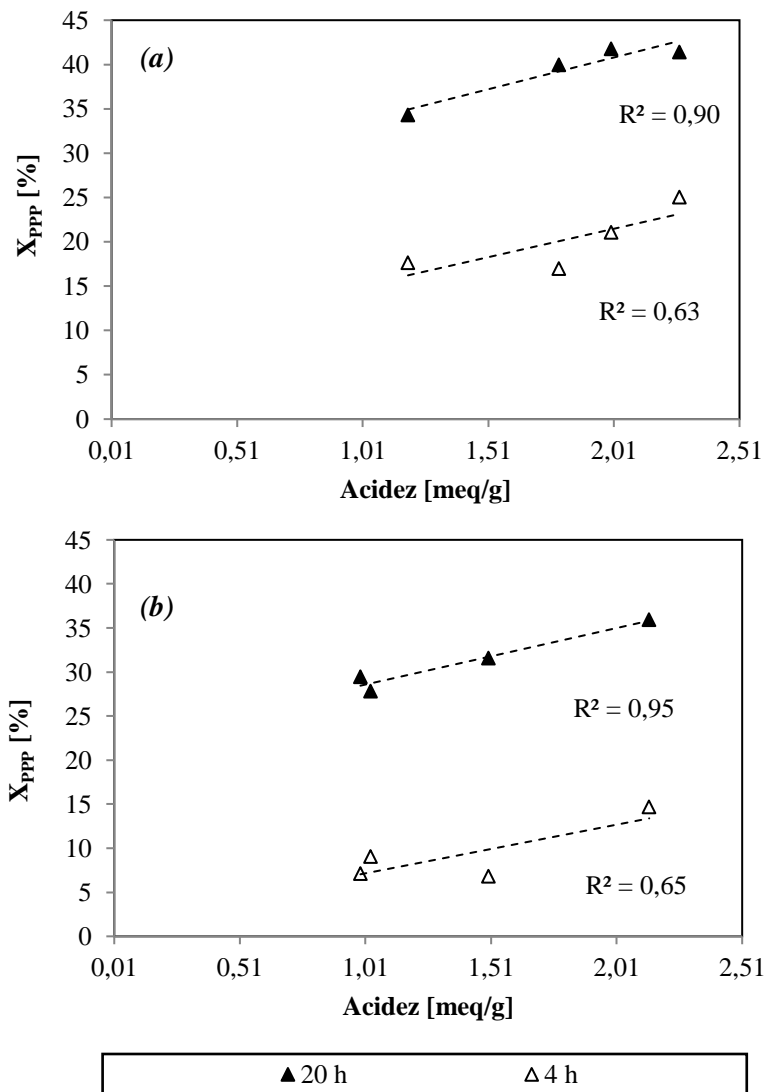 45
40
35
30
25
20
15
10
5
0
X_PPP [%]
(a)
R² = 0,90
R² = 0,63
0,01 0,51 1,01 1,51 2,01 2,51
Acidez [meq/g]
45
40
35
30
25
20
15
10
5
0
X_PPP [%]
(b)
R² = 0,95
R² = 0,65
0,01 0,51 1,01 1,51 2,01 2,51
Acidez [meq/g]
20 h 4 h